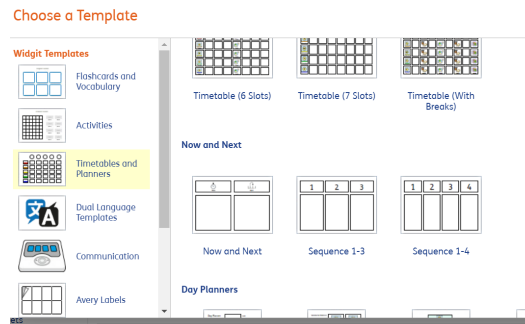 Choose a Template
Widgit Templates
Flashcards and
Vocabulary
Activities
Timetables and
Planners
Dual Language
Templates
Communication
Avery Labels
Timetable (6 Slots)
Timetable (7 Slots)
Timetable (With
Breaks)
Now and Next
1 2 3
1 2 3 4
Now and Next
Sequence 1-3
Sequence 1-4
Day Planners
ets